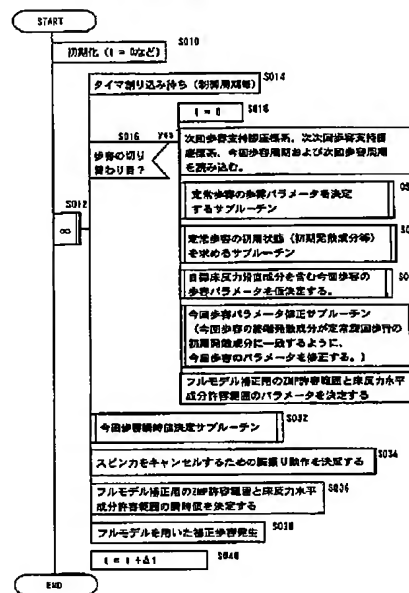 START
S010
初期化（t = 0など）
S014
タイマ割り込み待ち（制御周期毎）
S018
t = 0
S016
yes
歩容の切り
替わり目？
次回歩容支持脚座標系、次次回歩容支持脚
座標系、今回歩容周期および次回歩容周期
を読み込む。
定常歩容の歩容パラメータを決定
するサブルーチン
S012
∞
定常歩容の初期状態（初期発散成分等）
を求めるサブルーチン
目標床反力鉛直成分を含む今回歩容の
歩容パラメータを仮決定する。
今回歩容パラメータ修正サブルーチン
（今回歩容の終端発散成分が定常旋回歩行の
初期発散成分に一致するように、
今回歩容のパラメータを修正する。）
フルモデル補正用のZMP許容範囲と床反力水平
成分許容範囲のパラメータを決定する
S032
今回歩容瞬時値決定サブルーチン
S034
スピン力をキャンセルするための腕振り動作を決定する
S036
フルモデル補正用のZMP許容範囲と床反力水平
成分許容範囲の瞬時値を決定する
S038
フルモデルを用いた補正歩容発生
S040
t = t +Δt
END